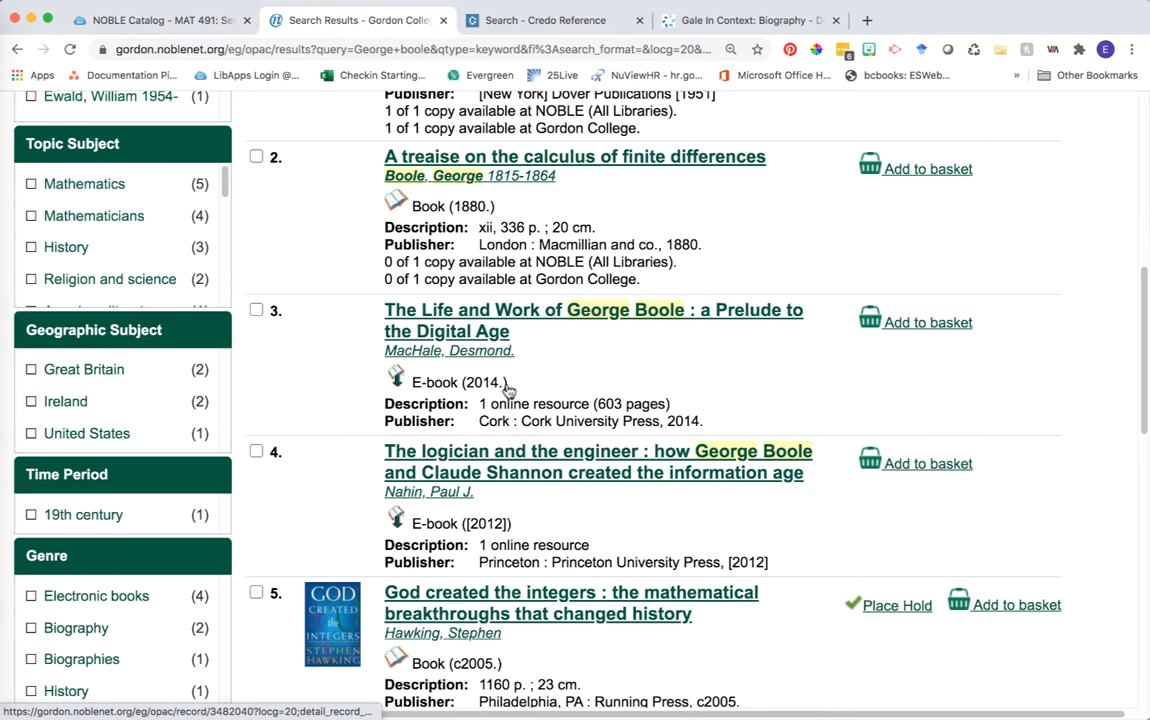 NOBLE Catalog - MAT 491: Se
Search Results - Gordon Colle
Search - Credo Reference
Gale In Context: Biography - D
gordon.noblenet.org/eg/opac/results?query=George+boole&qtype=keyword&fi%3Asearch_format=&locg=20&...
6
E
Apps
Documentation Pi...
LibApps Login @...
Checkin Starting...
Evergreen
25Live
NuViewHR - hr.go...
Microsoft Office H...
bcbooks: ESWeb...
»
Other Bookmarks
Ewald, William 1954- (1)
Topic Subject
Mathematics (5)
Mathematicians (4)
History (3)
Religion and science (2)
Geographic Subject
Great Britain (2)
Ireland (2)
United States (1)
Time Period
19th century (1)
Genre
Electronic books (4)
Biography (2)
Biographies (1)
History (1)
Publisher: [New York] Dover Publications [1951]
1 of 1 copy available at NOBLE (All Libraries).
1 of 1 copy available at Gordon College.
2. A treaise on the calculus of finite differences
Boole, George 1815-1864
Book (1880.)
Description: xii, 336 p. ; 20 cm.
Publisher: London : Macmillian and co., 1880.
0 of 1 copy available at NOBLE (All Libraries).
0 of 1 copy available at Gordon College.
Add to basket
3. The Life and Work of George Boole : a Prelude to
the Digital Age
MacHale, Desmond.
E-book (2014.)
Description: 1 online resource (603 pages)
Publisher: Cork : Cork University Press, 2014.
Add to basket
4. The logician and the engineer : how George Boole
and Claude Shannon created the information age
Nahin, Paul J.
E-book ([2012])
Description: 1 online resource
Publisher: Princeton : Princeton University Press, [2012]
Add to basket
5. God created the integers : the mathematical
breakthroughs that changed history
Hawking, Stephen
Book (c2005.)
Description: 1160 p. ; 23 cm.
Publisher: Philadelphia, PA : Running Press, c2005.
Place Hold
Add to basket
GOD
CREATED
THE
INTEGERS
STEPHEN
HAWKING
https://gordon.noblenet.org/eg/opac/record/3482040?locg=20;detail_record_...